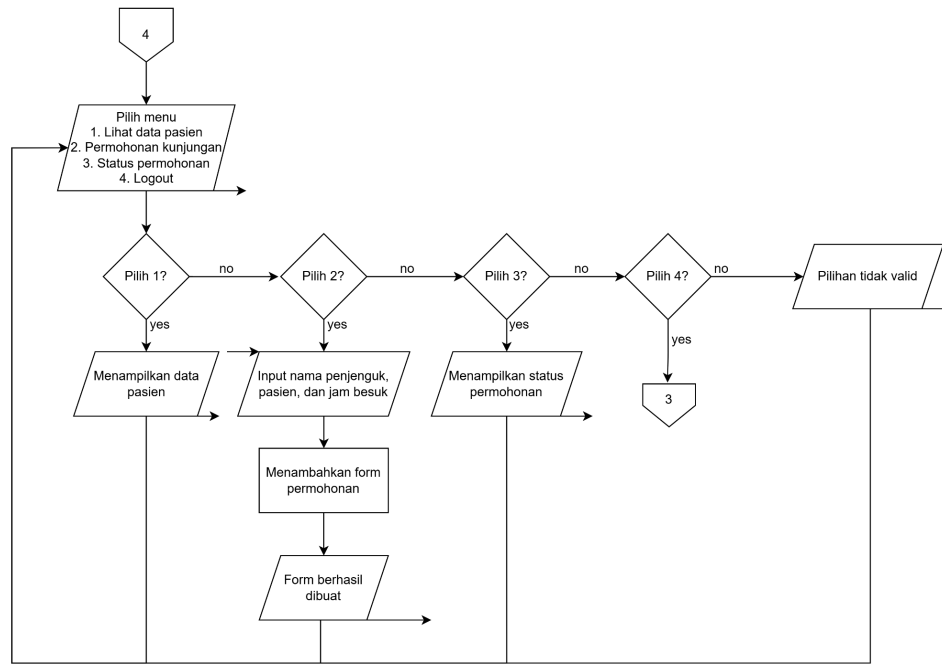 4
Pilih menu
1. Lihat data pasien
2. Permohonan kunjungan
3. Status permohonan
4. Logout
Pilih 1?
no
Pilih 2?
no
Pilih 3?
no
Pilih 4?
no
Pilihan tidak valid
yes
yes
yes
yes
Menampilkan data
pasien
Input nama penjenguk,
pasien, dan jam besuk
Menampilkan status
permohonan
3
Menambahkan form
permohonan
Form berhasil
dibuat